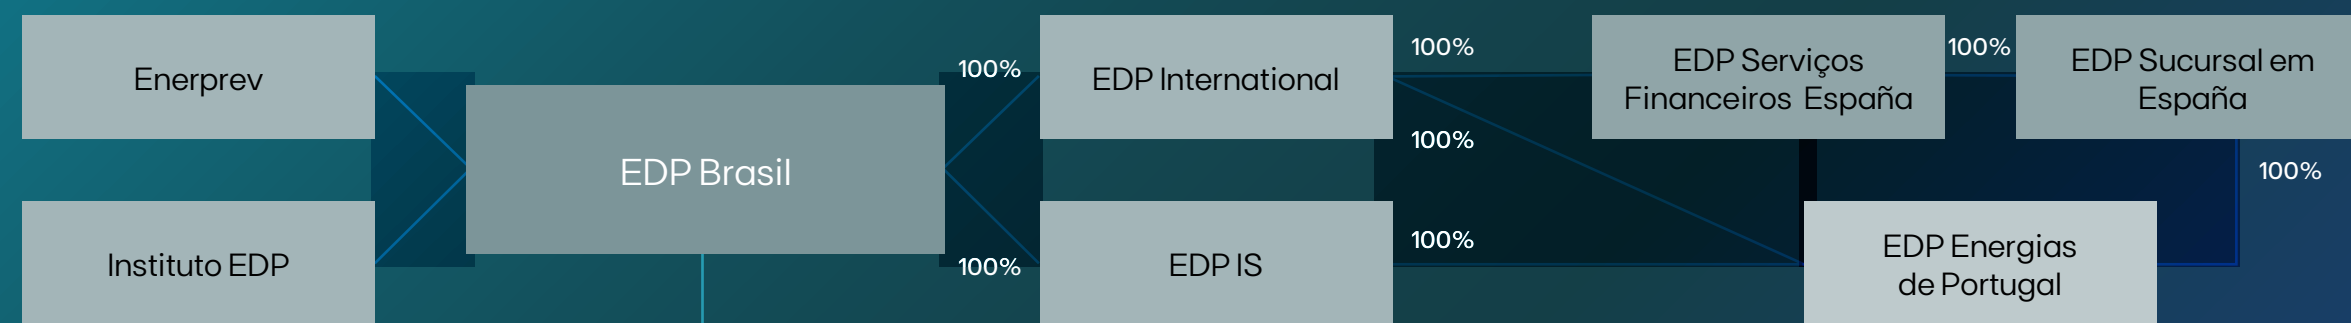 Enerprev
Instituto EDP
EDP Brasil
100%
100%
EDP International
EDP IS
100%
100%
100%
EDP Serviços
Financeiros España
100%
EDP Sucursal em
España
100%
EDP Energias
de Portugal